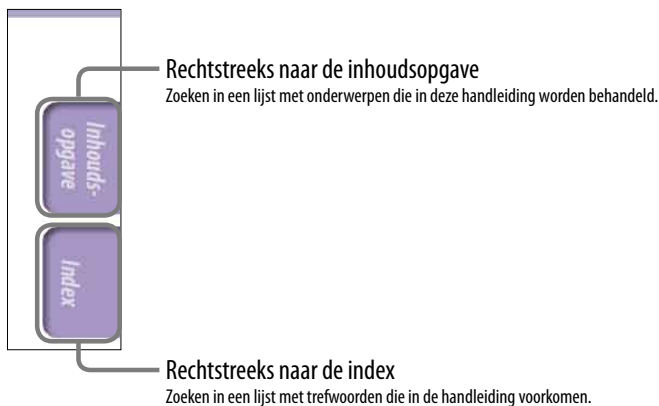 Rechtstreeks naar de inhoudsopgave
Zoeken in een lijst met onderwerpen die in deze handleiding worden behandeld.
Inhouds-
opgave
Index
Rechtstreeks naar de index
Zoeken in een lijst met trefwoorden die in de handleiding voorkomen.